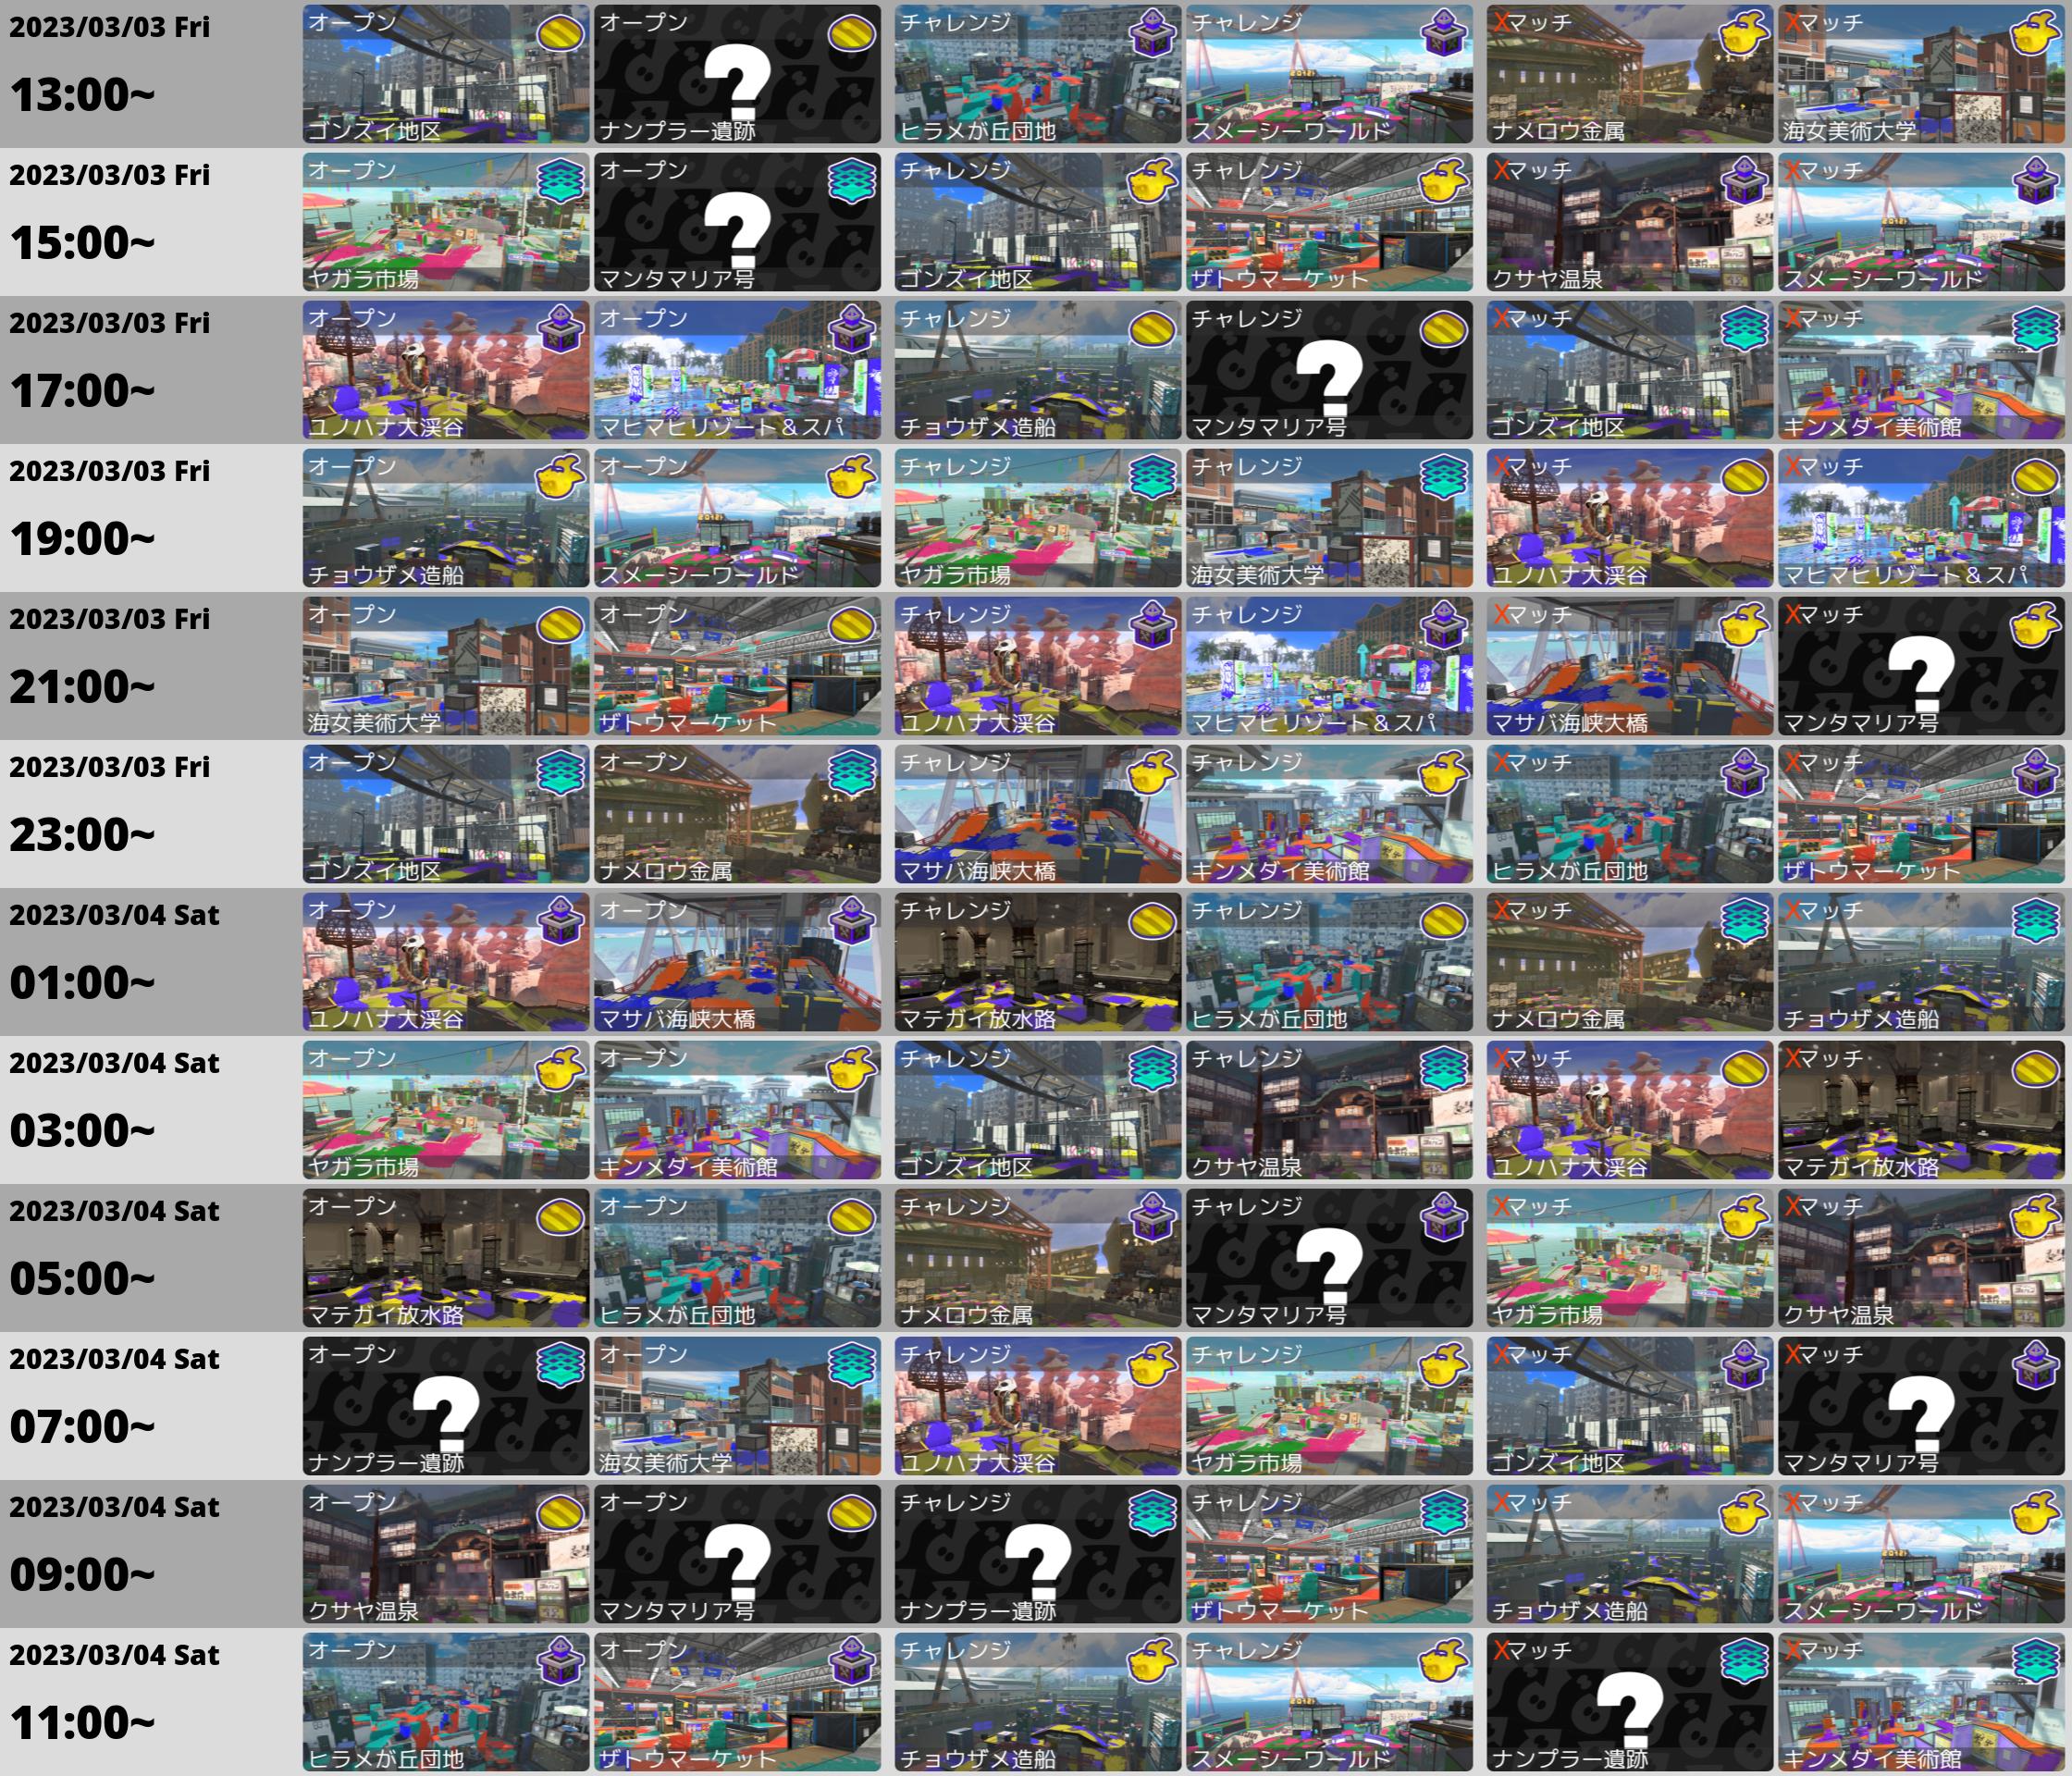 2023/03/03 Fri
13:00~
オープン オープン チャレンジ チャレンジ Xマッチ Xマッチ
ゴンズイ地区 ナンプラー遺跡 ヒラメが丘団地 スメーシーワールド ナメロウ金属 海女美術大学
2023/03/03 Fri
15:00~
オープン オープン チャレンジ チャレンジ Xマッチ Xマッチ
ヤガラ市場 マンタマリア号 ゴンズイ地区 ザトウマーケット クサヤ温泉 スメーシーワールド
2023/03/03 Fri
17:00~
オープン オープン チャレンジ チャレンジ Xマッチ Xマッチ
ユノハナ大渓谷 マヒマヒリゾート＆スパ チョウザメ造船 マンタマリア号 ゴンズイ地区 キンメダイ美術館
2023/03/03 Fri
19:00~
オープン オープン チャレンジ チャレンジ Xマッチ Xマッチ
チョウザメ造船 スメーシーワールド ヤガラ市場 海女美術大学 ユノハナ大渓谷 マヒマヒリゾート＆スパ
2023/03/03 Fri
21:00~
オープン オープン チャレンジ チャレンジ Xマッチ Xマッチ
海女美術大学 ザトウマーケット ユノハナ大渓谷 マヒマヒリゾート＆スパ マサバ海峡大橋 マンタマリア号
2023/03/03 Fri
23:00~
オープン オープン チャレンジ チャレンジ Xマッチ Xマッチ
ゴンズイ地区 ナメロウ金属 マサバ海峡大橋 キンメダイ美術館 ヒラメが丘団地 ザトウマーケット
2023/03/04 Sat
01:00~
オープン オープン チャレンジ チャレンジ Xマッチ Xマッチ
ユノハナ大渓谷 マサバ海峡大橋 マテガイ放水路 ヒラメが丘団地 ナメロウ金属 チョウザメ造船
2023/03/04 Sat
03:00~
オープン オープン チャレンジ チャレンジ Xマッチ Xマッチ
ヤガラ市場 キンメダイ美術館 ゴンズイ地区 クサヤ温泉 ユノハナ大渓谷 マテガイ放水路
2023/03/04 Sat
05:00~
オープン オープン チャレンジ チャレンジ Xマッチ Xマッチ
マテガイ放水路 ヒラメが丘団地 ナメロウ金属 マンタマリア号 ヤガラ市場 クサヤ温泉
2023/03/04 Sat
07:00~
オープン オープン チャレンジ チャレンジ Xマッチ Xマッチ
ナンプラー遺跡 海女美術大学 ユノハナ大渓谷 ヤガラ市場 ゴンズイ地区 マンタマリア号
2023/03/04 Sat
09:00~
オープン オープン チャレンジ チャレンジ Xマッチ Xマッチ
クサヤ温泉 マンタマリア号 ナンプラー遺跡 ザトウマーケット チョウザメ造船 スメーシーワールド
2023/03/04 Sat
11:00~
オープン オープン チャレンジ チャレンジ Xマッチ Xマッチ
ヒラメが丘団地 ザトウマーケット チョウザメ造船 スメーシーワールド ナンプラー遺跡 キンメダイ美術館